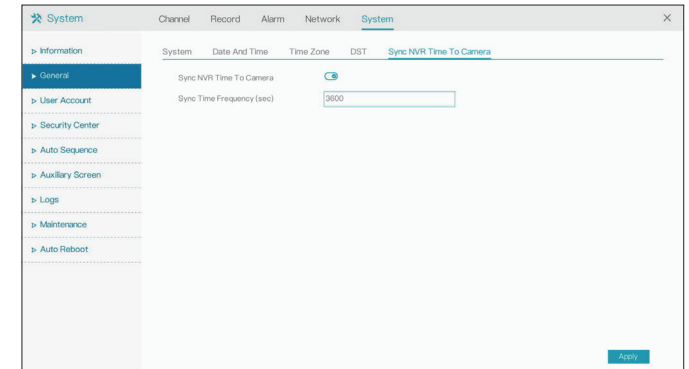 System
Channel Record Alarm Network System
Information
System Date And Time Time Zone DST Sync NVR Time To Camera
General
Sync NVR Time To Camera
User Account
Sync Time Frequency (sec) 3600
Security Center
Auto Sequence
Auxiliary Screen
Logs
Maintenance
Auto Reboot
Apply